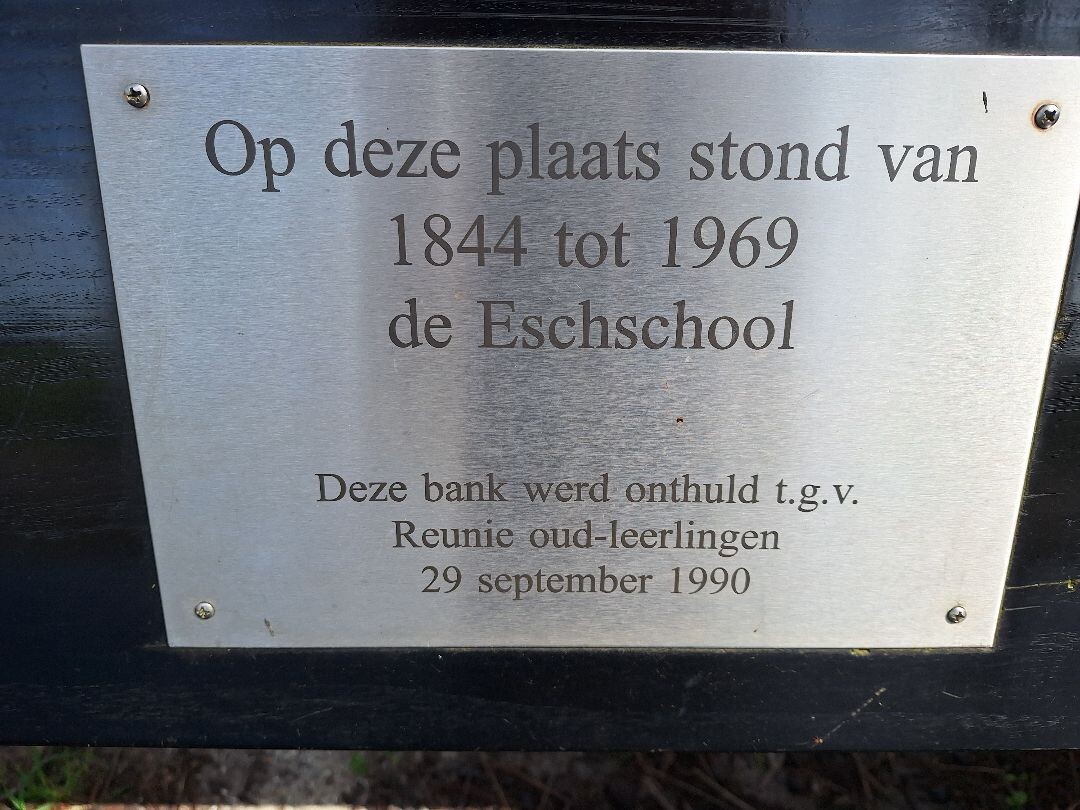 Op deze plaats stond van
1844 tot 1969
de Eschschool
Deze bank werd onthuld t.g.v.
Reunie oud-leerlingen
29 september 1990